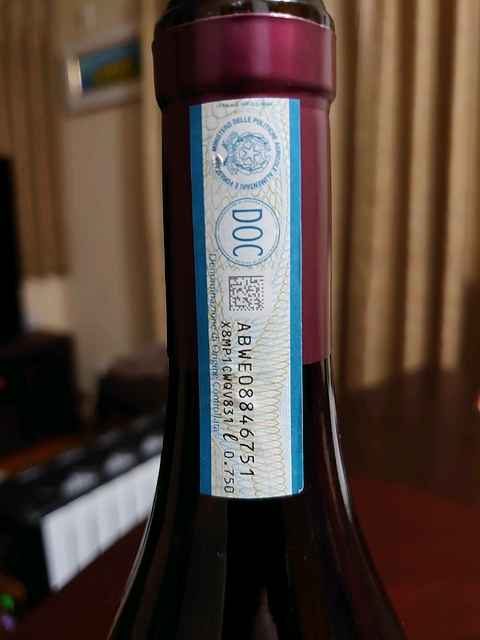 MINISTERO DELLE POLITICHE AGRICOLE ALIMENTARI E FORESTALI
DOC
Denominazione di Origine Controllata
ABWE08846751
X8MP1CWQV831 ℓ 0.750